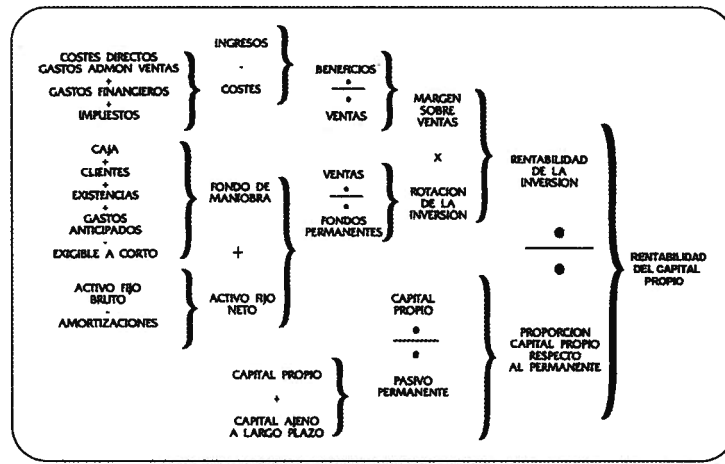 COSTES DIRECTOS
GASTOS ADMON VENTAS
+
GASTOS FINANCIEROS
+
IMPUESTOS
INGRESOS
-
COSTES
BENEFICIOS
÷
VENTAS
MARGEN
SOBRE
VENTAS
x
ROTACION
DE LA
INVERSION
CAJA
+
CLIENTES
+
EXISTENCIAS
+
GASTOS
ANTICIPADOS
-
EXIGIBLE A CORTO
FONDO DE
MANIOBRA
+
ACTIVO FIJO
NETO
VENTAS
÷
FONDOS
PERMANENTES
ACTIVO FIJO
BRUTO
-
AMORTIZACIONES
RENTABILIDAD
DE LA
INVERSION
÷
PROPORCION
CAPITAL PROPIO
RESPECTO
AL PERMANENTE
CAPITAL
PROPIO
÷
PASIVO
PERMANENTE
CAPITAL PROPIO
+
CAPITAL AJENO
A LARGO PLAZO
RENTABILIDAD
DEL CAPITAL
PROPIO